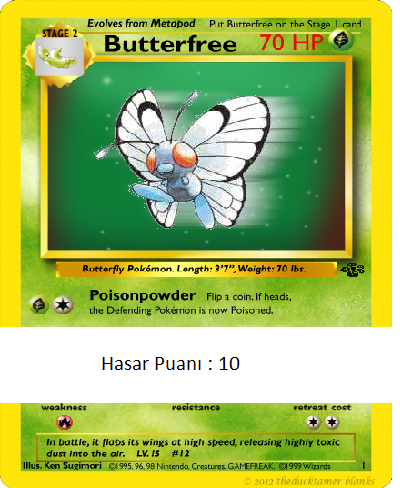 Evolves from Metapod Put Butterfree on the Stage 1 card
STAGE 2
Butterfree 70 HP
Butterfly Pokémon. Length: 3'7", Weight: 70 lbs.
Poisonpowder Flip a coin. If heads,
the Defending Pokémon is now Poisoned.
Hasar Puanı : 10
weakness resistance retreat cost
In battle, it flaps its wings at high speed, releasing highly toxic
dust into the air. LV. 15 #12
Illus. Ken Sugimori ©1995, 96, 98 Nintendo, Creatures, GAMEFREAK. ©1999 Wizards 1
© 2012 theducktamer blanks